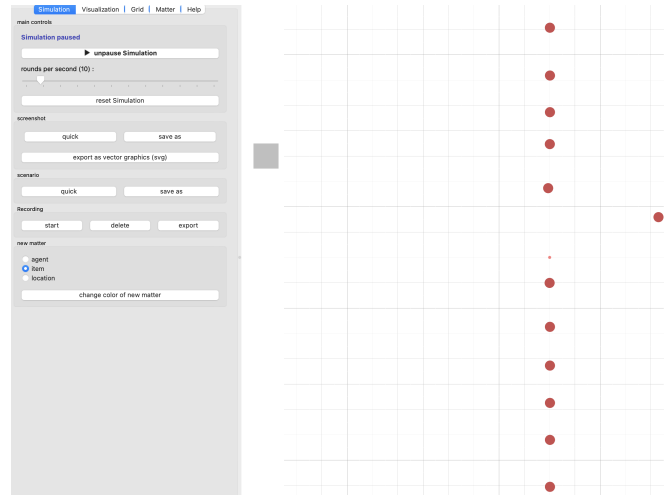 Simulation Visualization Grid Matter Help
main controls
Simulation paused
unpause Simulation
rounds per second (10) :
reset Simulation
screenshot
quick save as
export as vector graphics (svg)
scenario
quick save as
Recording
start delete export
new matter
agent
item
location
change color of new matter